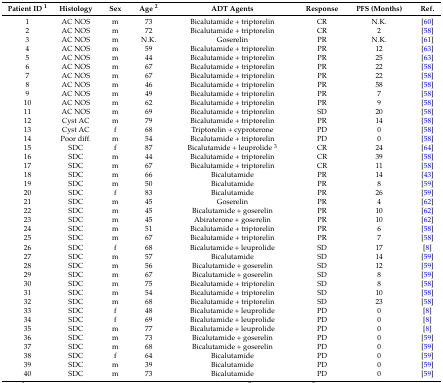 Patient ID 1 Histology Sex Age 2 ADT Agents Response PFS (Months) Ref.
1 AC NOS m 73 Bicalutamide + triptorelin CR N.K. [60]
2 AC NOS m 72 Bicalutamide + triptorelin CR 2 [58]
3 AC NOS m N.K. Goserelin PR N.K. [61]
4 AC NOS m 59 Bicalutamide + triptorelin PR 12 [63]
5 AC NOS m 44 Bicalutamide + triptorelin PR 25 [63]
6 AC NOS m 67 Bicalutamide + triptorelin PR 22 [58]
7 AC NOS m 67 Bicalutamide + triptorelin PR 22 [58]
8 AC NOS m 46 Bicalutamide + triptorelin PR 58 [58]
9 AC NOS m 49 Bicalutamide + triptorelin PR 7 [58]
10 AC NOS m 62 Bicalutamide + triptorelin PR 9 [58]
11 AC NOS m 69 Bicalutamide + triptorelin SD 20 [58]
12 Cyst AC m 79 Bicalutamide + triptorelin PR 14 [58]
13 Cyst AC f 68 Triptorelin + cyproterone PD 0 [58]
14 Poor diff. m 54 Bicalutamide + triptorelin PD 0 [58]
15 SDC f 87 Bicalutamide + leuprolide 3 CR 24 [64]
16 SDC m 44 Bicalutamide + triptorelin CR 39 [58]
17 SDC m 67 Bicalutamide + triptorelin CR 11 [58]
18 SDC m 66 Bicalutamide PR 14 [43]
19 SDC m 50 Bicalutamide PR 8 [59]
20 SDC f 83 Bicalutamide PR 26 [59]
21 SDC m 45 Goserelin PR 4 [62]
22 SDC m 45 Bicalutamide + goserelin PR 10 [62]
23 SDC m 45 Abiraterone + goserelin PR 10 [62]
24 SDC m 51 Bicalutamide + triptorelin PR 6 [58]
25 SDC m 67 Bicalutamide + triptorelin PR 7 [58]
26 SDC f 68 Bicalutamide + leuprolide SD 17 [8]
27 SDC m 57 Bicalutamide SD 14 [59]
28 SDC m 56 Bicalutamide + goserelin SD 12 [59]
29 SDC m 67 Bicalutamide + goserelin SD 8 [59]
30 SDC m 75 Bicalutamide + triptorelin SD 8 [58]
31 SDC m 54 Bicalutamide + triptorelin SD 10 [58]
32 SDC m 68 Bicalutamide + triptorelin SD 23 [58]
33 SDC f 48 Bicalutamide + leuprolide PD 0 [8]
34 SDC f 69 Bicalutamide + leuprolide PD 0 [8]
35 SDC m 77 Bicalutamide + leuprolide PD 0 [8]
36 SDC m 73 Bicalutamide + goserelin PD 0 [59]
37 SDC m 68 Bicalutamide + goserelin PD 0 [59]
38 SDC f 64 Bicalutamide PD 0 [59]
39 SDC m 39 Bicalutamide PD 0 [59]
40 SDC m 73 Bicalutamide PD 0 [59]